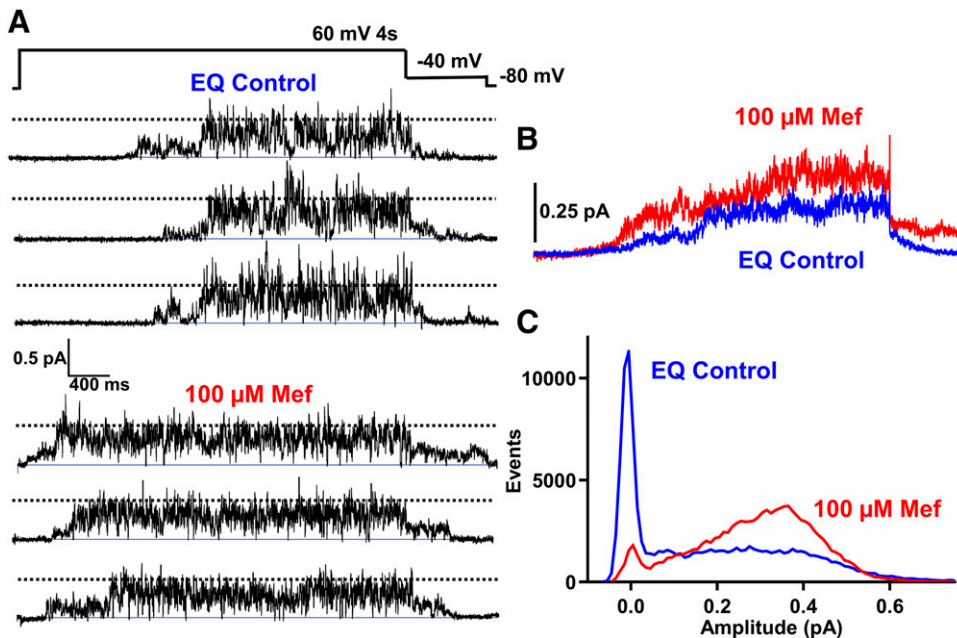 A
60 mV 4s
-40 mV
-80 mV
EQ Control
0.5 pA
400 ms
100 µM Mef
B
100 µM Mef
0.25 pA
EQ Control
C
EQ Control
100 µM Mef
10000
5000
0
Events
0.0 0.2 0.4 0.6
Amplitude (pA)